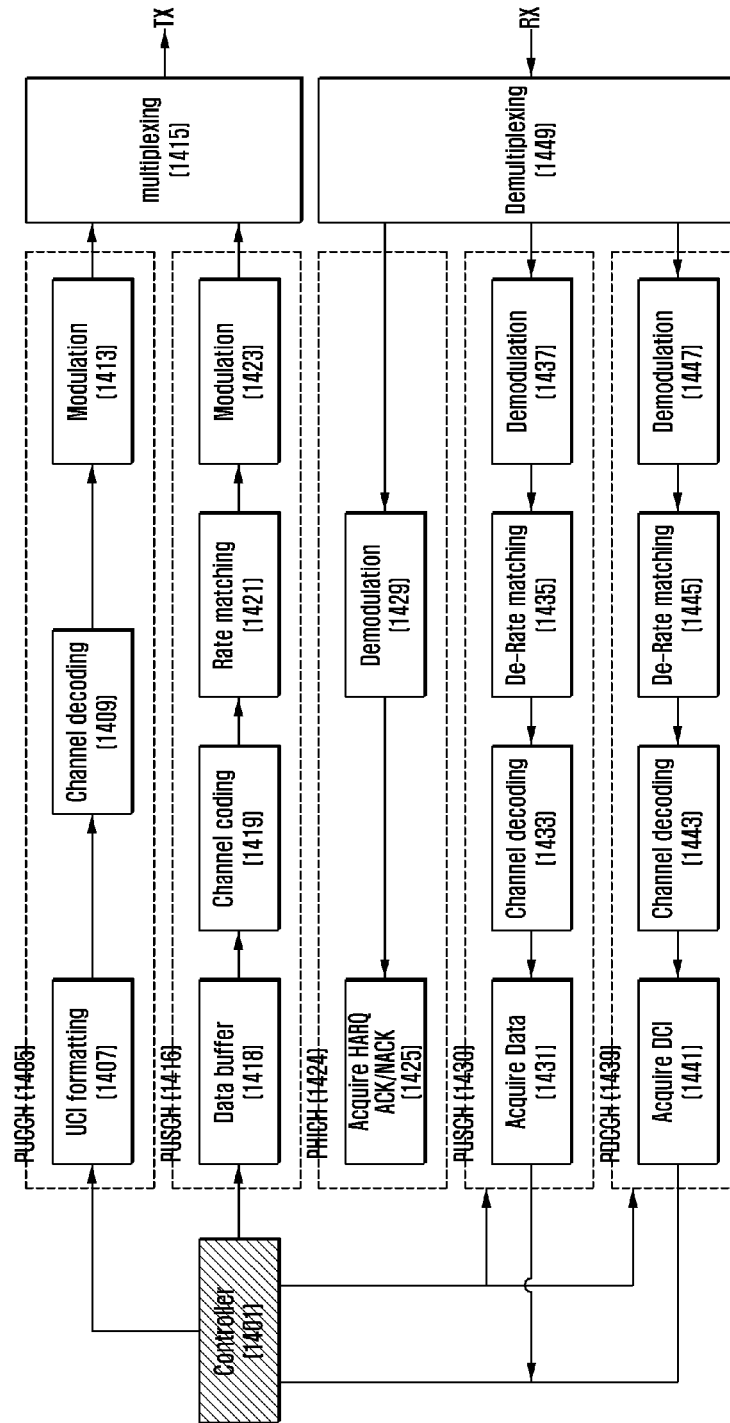 PUCCH (1405)
UCI formatting
[1407]
Channel decoding
[1409]
Modulation
[1413]
multiplexing
[1415]
TX
Controller
[1401]
PUSCH (1416)
Data buffer
[1418]
Channel coding
[1419]
Rate matching
[1421]
Modulation
[1423]
PHICH (1424)
Acquire HARQ
ACK/NACK
[1425]
Demodulation
[1429]
Demultiplexing
[1449]
RX
PUSCH (1430)
Acquire Data
[1431]
Channel decoding
[1433]
De-Rate matching
[1435]
Demodulation
[1437]
PDCCH (1439)
Acquire DCI
[1441]
Channel decoding
[1443]
De-Rate matching
[1445]
Demodulation
[1447]